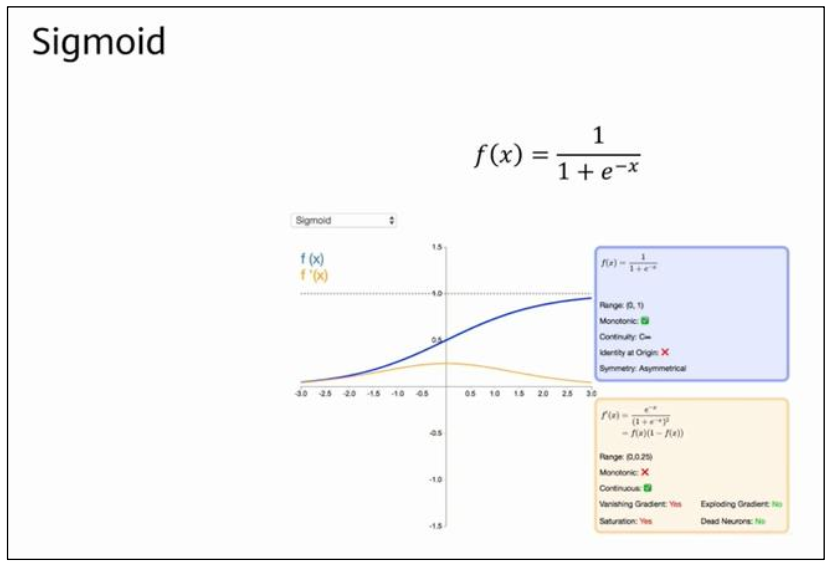 Sigmoid
f(x) = 1 / (1 + e^{-x})
Sigmoid
f (x)
f '(x)
1.5
1.0
0.5
-3.0 -2.5 -2.0 -1.5 -1.0 -0.5 0.5 1.0 1.5 2.0 2.5 3.0
-0.5
-1.0
-1.5
f(x) = 1 / (1 + e^{-x})
Range: (0, 1)
Monotonic: ✅
Continuity: C∞
Identity at Origin: ❌
Symmetry: Asymmetrical
f'(x) = e^{-x} / (1 + e^{-x})^2
= f(x)(1 − f(x))
Range: (0,0.25)
Monotonic: ❌
Continuous: ✅
Vanishing Gradient: Yes Exploding Gradient: No
Saturation: Yes Dead Neurons: No